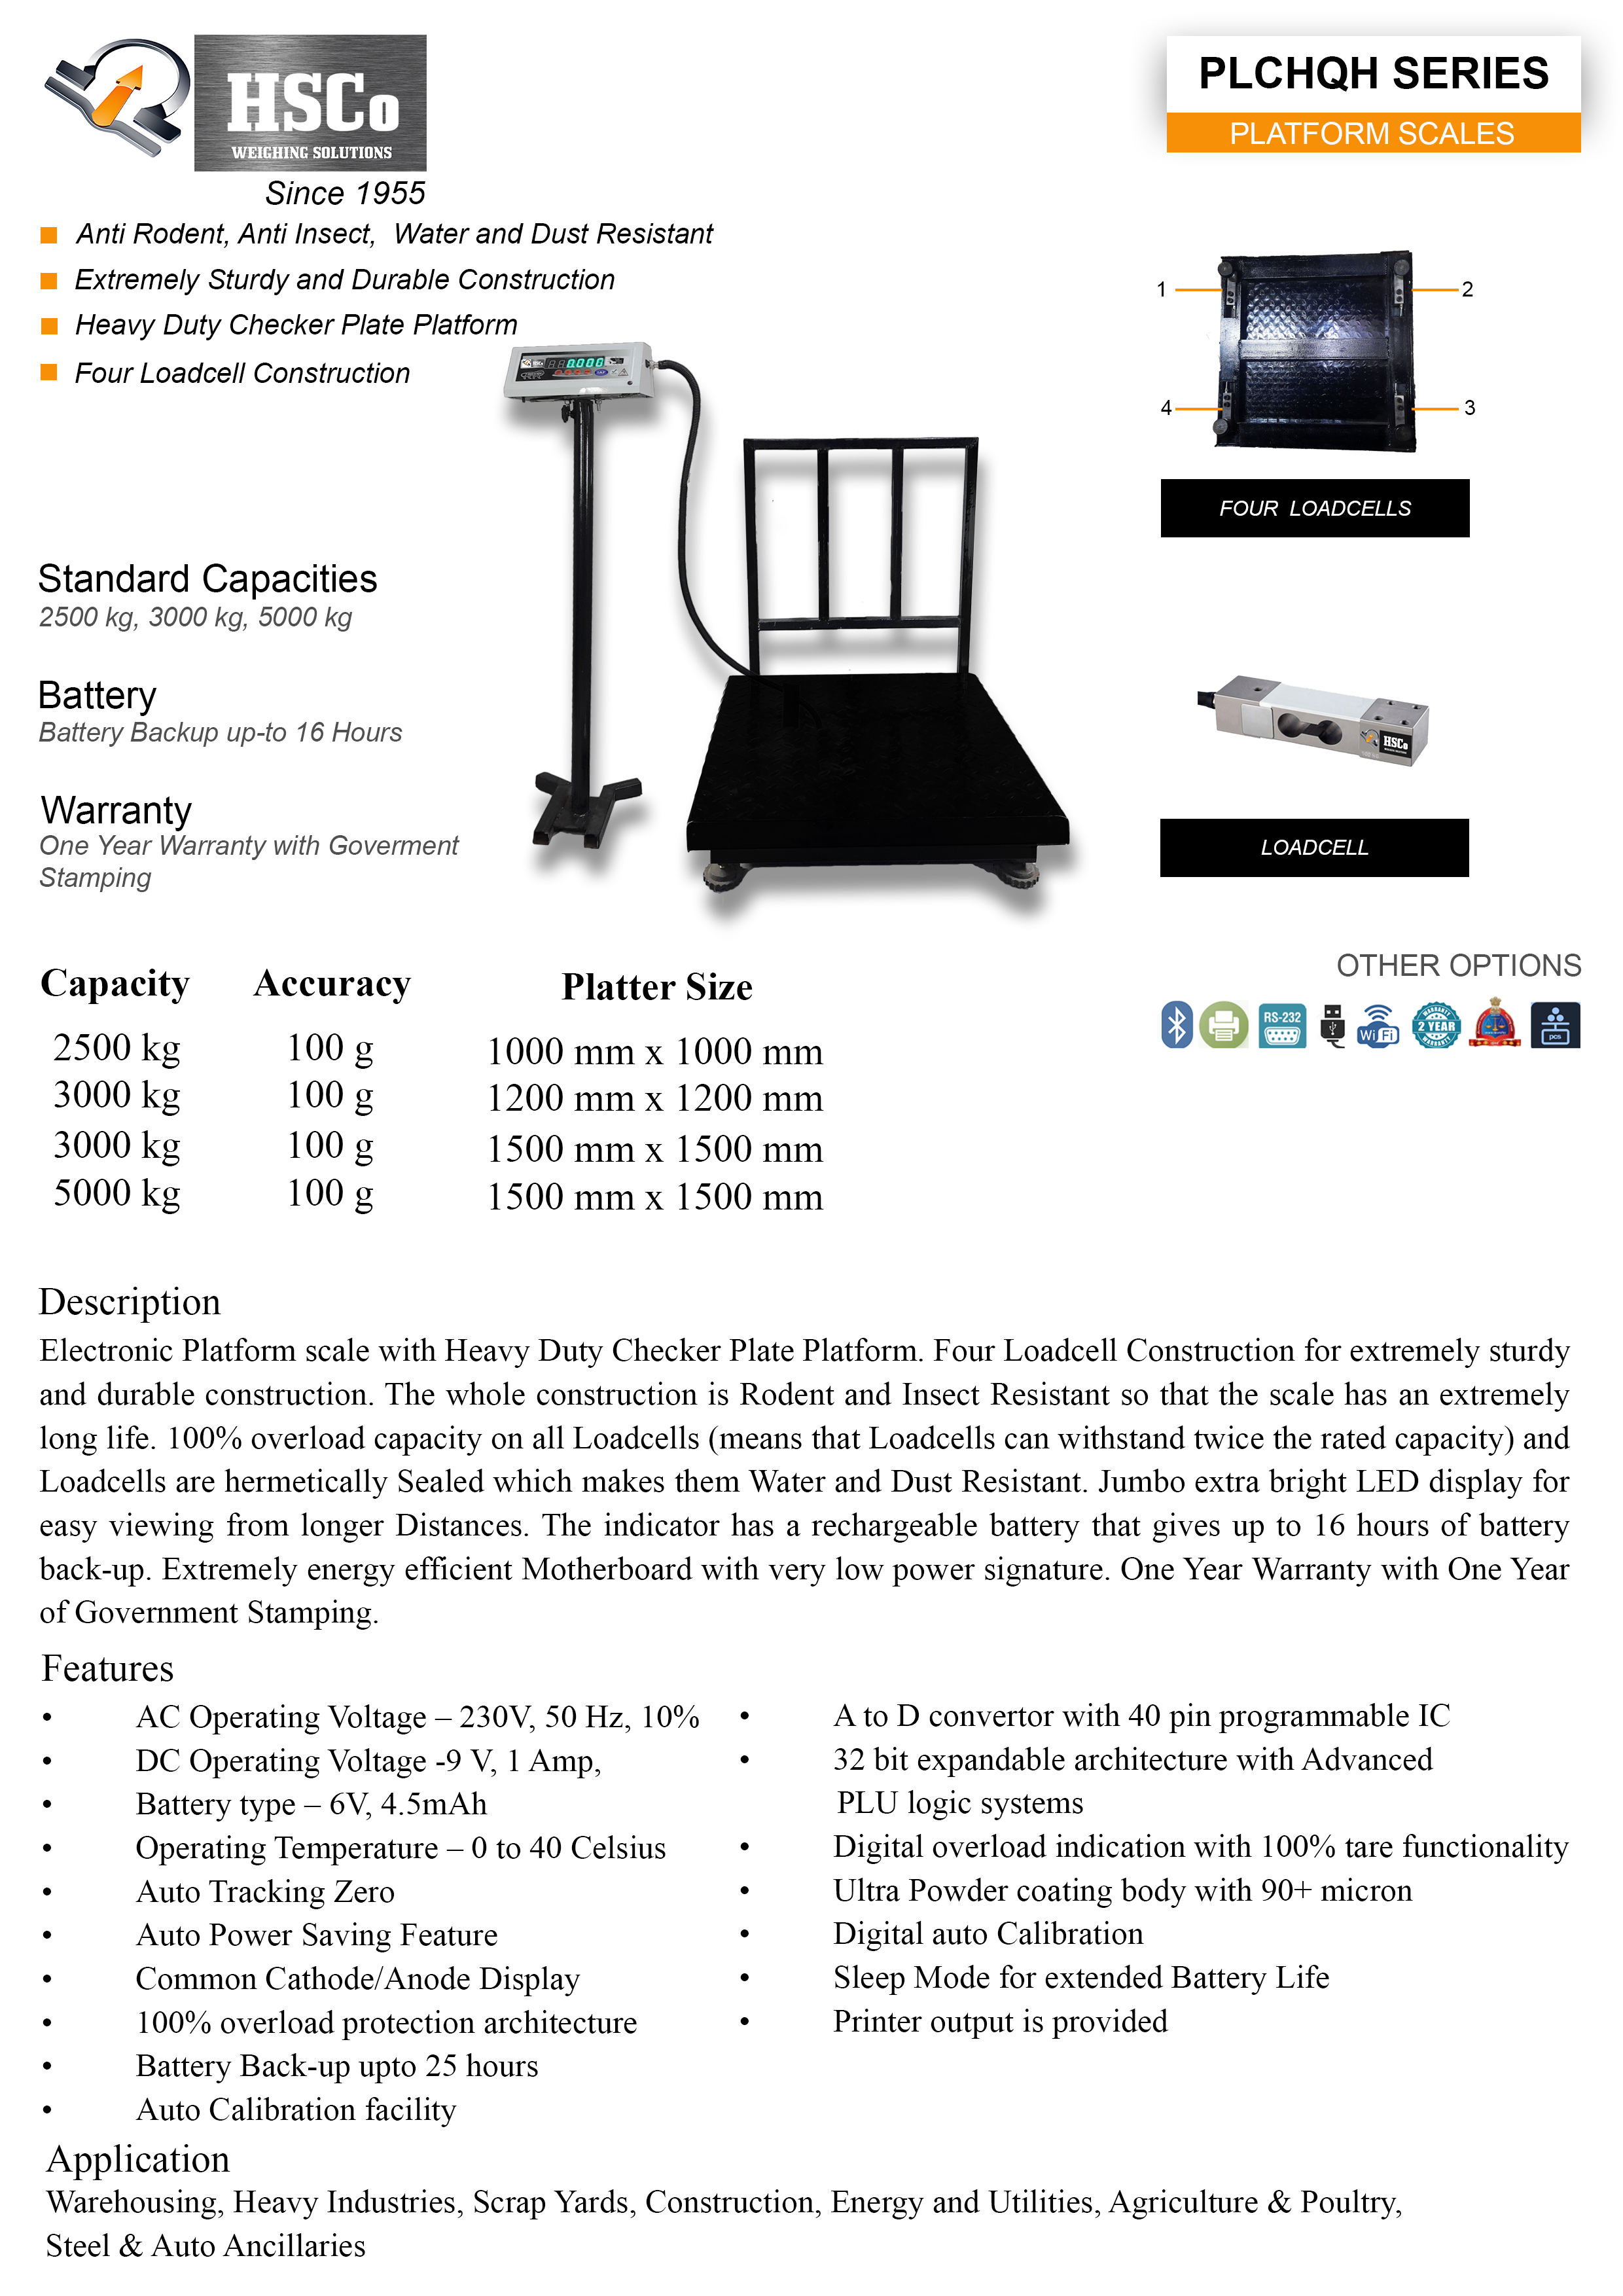 HSCo
WEIGHING SOLUTIONS
Since 1955
PLCHQH SERIES
PLATFORM SCALES
Anti Rodent, Anti Insect, Water and Dust Resistant
Extremely Sturdy and Durable Construction
Heavy Duty Checker Plate Platform
Four Loadcell Construction
0.000
1
2
4
3
FOUR LOADCELLS
Standard Capacities
2500 kg, 3000 kg, 5000 kg
Battery
Battery Backup up-to 16 Hours
Warranty
One Year Warranty with Goverment
Stamping
HSCo
LOADCELL
OTHER OPTIONS
RS-232
WiFi
WARRANTY
2 YEAR
WARRANTY
pcs
Capacity Accuracy Platter Size
2500 kg 100 g 1000 mm x 1000 mm
3000 kg 100 g 1200 mm x 1200 mm
3000 kg 100 g 1500 mm x 1500 mm
5000 kg 100 g 1500 mm x 1500 mm
Description
Electronic Platform scale with Heavy Duty Checker Plate Platform. Four Loadcell Construction for extremely sturdy
and durable construction. The whole construction is Rodent and Insect Resistant so that the scale has an extremely
long life. 100% overload capacity on all Loadcells (means that Loadcells can withstand twice the rated capacity) and
Loadcells are hermetically Sealed which makes them Water and Dust Resistant. Jumbo extra bright LED display for
easy viewing from longer Distances. The indicator has a rechargeable battery that gives up to 16 hours of battery
back-up. Extremely energy efficient Motherboard with very low power signature. One Year Warranty with One Year
of Government Stamping.
Features
• AC Operating Voltage – 230V, 50 Hz, 10%
• DC Operating Voltage -9 V, 1 Amp,
• Battery type – 6V, 4.5mAh
• Operating Temperature – 0 to 40 Celsius
• Auto Tracking Zero
• Auto Power Saving Feature
• Common Cathode/Anode Display
• 100% overload protection architecture
• Battery Back-up upto 25 hours
• Auto Calibration facility
• A to D convertor with 40 pin programmable IC
• 32 bit expandable architecture with Advanced
PLU logic systems
• Digital overload indication with 100% tare functionality
• Ultra Powder coating body with 90+ micron
• Digital auto Calibration
• Sleep Mode for extended Battery Life
• Printer output is provided
Application
Warehousing, Heavy Industries, Scrap Yards, Construction, Energy and Utilities, Agriculture & Poultry,
Steel & Auto Ancillaries